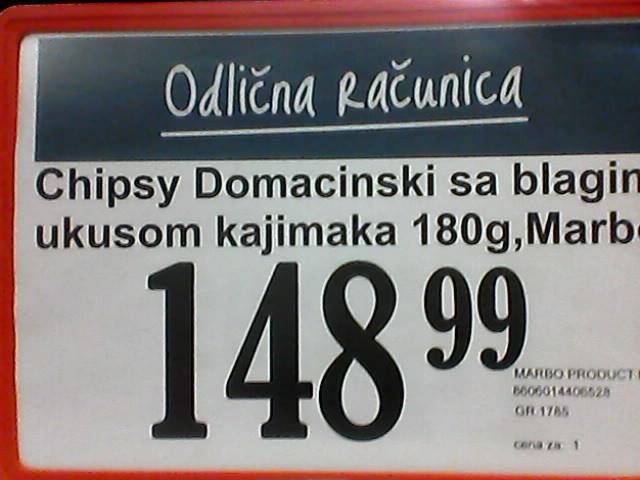 Odlična računica
Chipsy Domacinski sa blagim
ukusom kajimaka 180g,Marbo
148 99
MARBO PRODUCT
8606014406528
GR 1785
cena za: 1